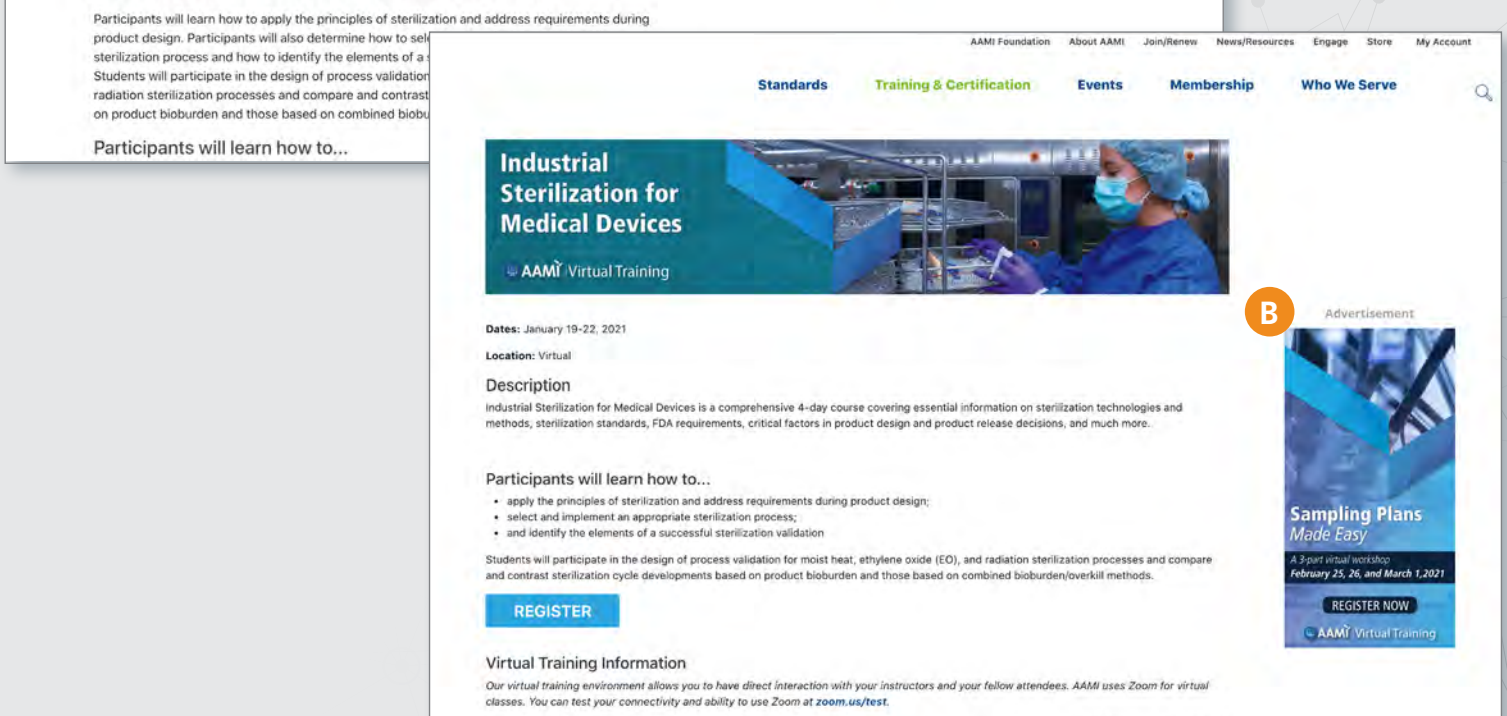 Participants will learn how to apply the principles of sterilization and address requirements during
product design. Participants will also determine how to
sterilization process and how to identify the elements of a
Students will participate in the design of process validation
radiation sterilization processes and compare and contrast
on product bioburden and those based on combined
Participants will learn how to...
AAMI Foundation About AAMI Join/Renew News/Resources Engage Store My Account
Standards Training & Certification Events Membership Who We Serve
Industrial
Sterilization for
Medical Devices
AAMI Virtual Training
Dates: January 19-22, 2021
Location: Virtual
Description
Industrial Sterilization for Medical Devices is a comprehensive 4-day course covering essential information on sterilization technologies and
methods, sterilization standards, FDA requirements, critical factors in product design and product release decisions, and much more.
Participants will learn how to...
• apply the principles of sterilization and address requirements during product design;
• select and implement an appropriate sterilization process;
• and identify the elements of a successful sterilization validation
Students will participate in the design of process validation for moist heat, ethylene oxide (EO), and radiation sterilization processes and compare
and contrast sterilization cycle developments based on product bioburden and those based on combined bioburden/overkill methods.
REGISTER
Virtual Training Information
Our virtual training environment allows you to have direct interaction with your instructors and your fellow attendees. AAMI uses Zoom for virtual
classes. You can test your connectivity and ability to use Zoom at zoom.us/test.
B
Advertisement
Sampling Plans
Made Easy
A 3-part virtual workshop
February 25, 26, and March 1,2021
REGISTER NOW
AAMI Virtual Training